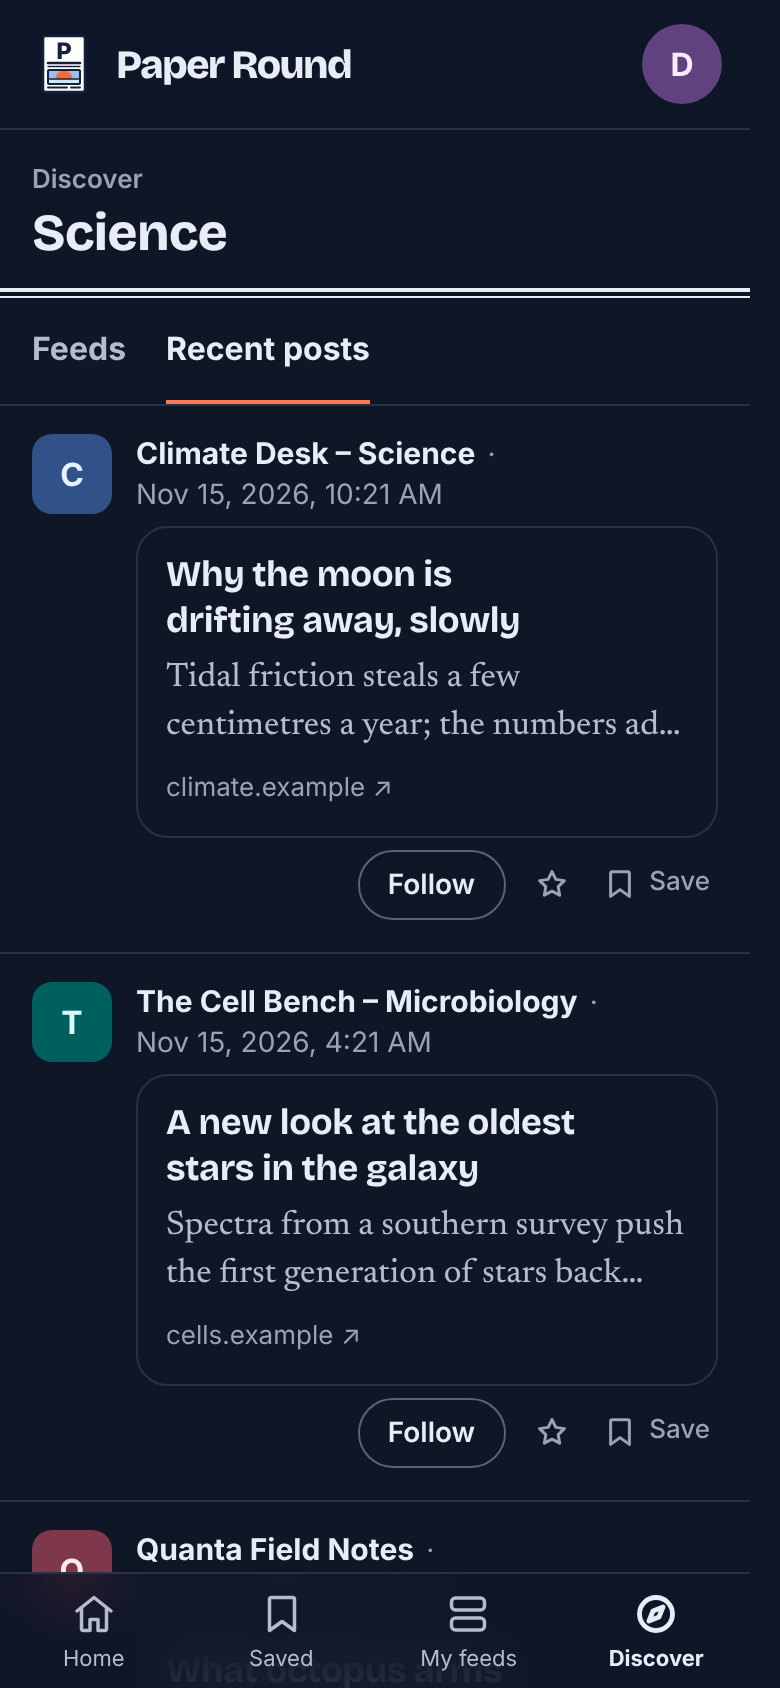 P
Paper Round
D
Discover
Science
Feeds
Recent posts
C
Climate Desk – Science ·
Nov 15, 2026, 10:21 AM
Why the moon is
drifting away, slowly
Tidal friction steals a few
centimetres a year; the numbers ad...
climate.example ↗
Follow
Save
T
The Cell Bench – Microbiology ·
Nov 15, 2026, 4:21 AM
A new look at the oldest
stars in the galaxy
Spectra from a southern survey push
the first generation of stars back...
cells.example ↗
Follow
Save
Q
Quanta Field Notes ·
What octopus arms
Home
Saved
My feeds
Discover